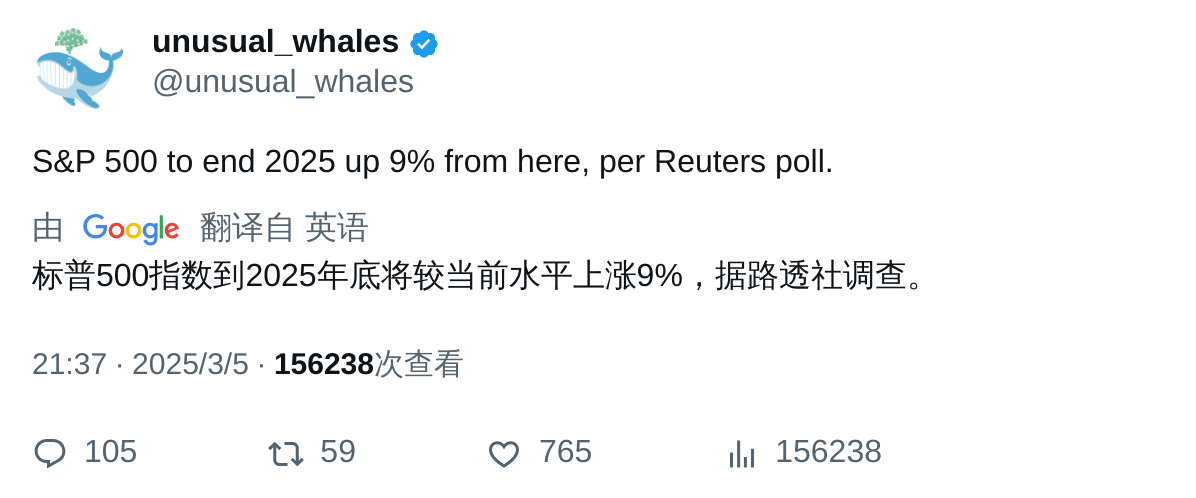 unusual_whales
@unusual_whales
S&P 500 to end 2025 up 9% from here, per Reuters poll.
由 Google 翻译自 英语
标普500指数到2025年底将较当前水平上涨9%，据路透社调查。
21:37 · 2025/3/5 · 156238次查看
105 59 765 156238